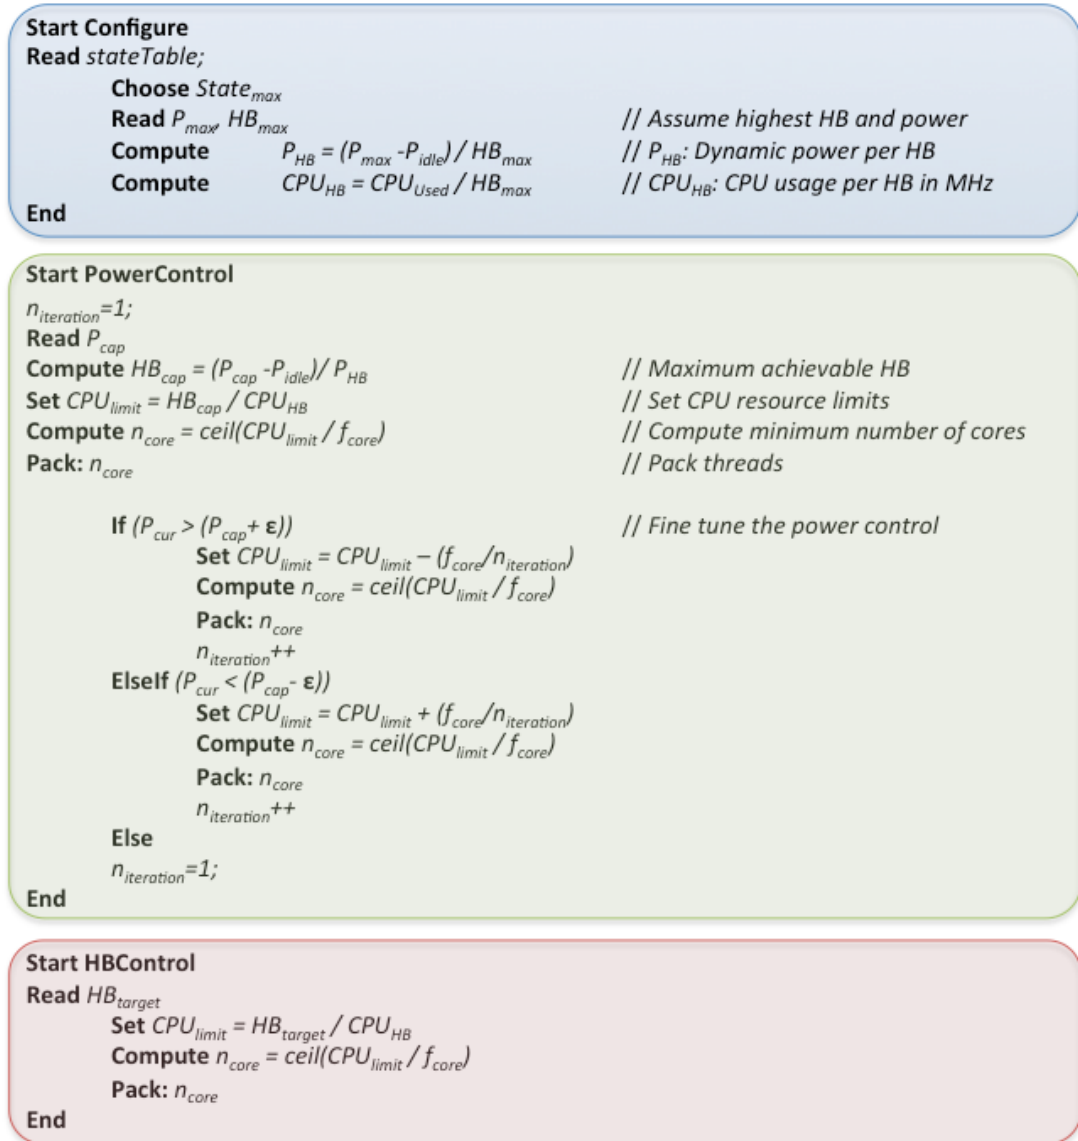 Start Configure
Read stateTable;
Choose State_max
Read P_max, HB_max // Assume highest HB and power
Compute P_HB = (P_max -P_idle) / HB_max // P_HB: Dynamic power per HB
Compute CPU_HB = CPU_Used / HB_max // CPU_HB: CPU usage per HB in MHz
End
Start PowerControl
n_iteration=1;
Read P_cap
Compute HB_cap = (P_cap -P_idle)/ P_HB // Maximum achievable HB
Set CPU_limit = HB_cap / CPU_HB // Set CPU resource limits
Compute n_core = ceil(CPU_limit / f_core) // Compute minimum number of cores
Pack: n_core // Pack threads
If (P_cur > (P_cap+ ε)) // Fine tune the power control
Set CPU_limit = CPU_limit – (f_core/n_iteration)
Compute n_core = ceil(CPU_limit / f_core)
Pack: n_core
n_iteration++
ElseIf (P_cur < (P_cap- ε))
Set CPU_limit = CPU_limit + (f_core/n_iteration)
Compute n_core = ceil(CPU_limit / f_core)
Pack: n_core
n_iteration++
Else
n_iteration=1;
End
Start HBControl
Read HB_target
Set CPU_limit = HB_target / CPU_HB
Compute n_core = ceil(CPU_limit / f_core)
Pack: n_core
End